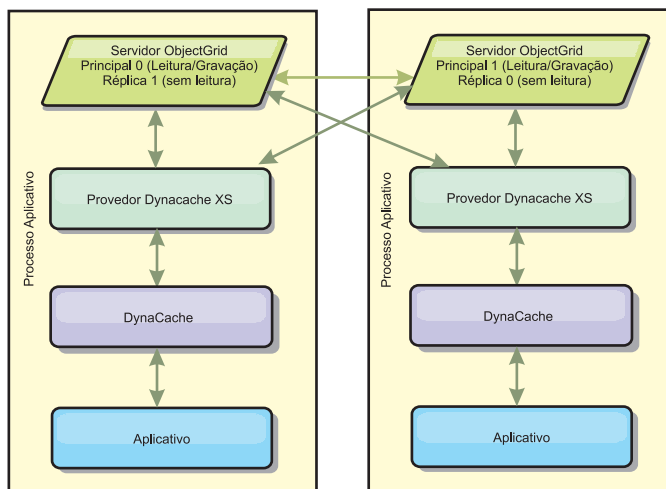 Servidor ObjectGrid
Principal 0 (Leitura/Gravação)
Réplica 1 (sem leitura)
Provedor Dynacache XS
DynaCache
Aplicativo
Processo Aplicativo
Servidor ObjectGrid
Principal 1 (Leitura/Gravação)
Réplica 0 (sem leitura)
Provedor Dynacache XS
DynaCache
Aplicativo
Processo Aplicativo